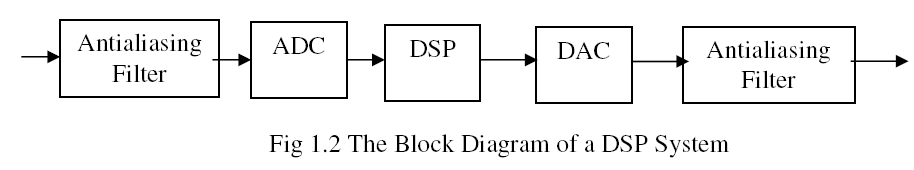 Antialiasing
Filter
ADC
DSP
DAC
Antialiasing
Filter
Fig 1.2 The Block Diagram of a DSP System